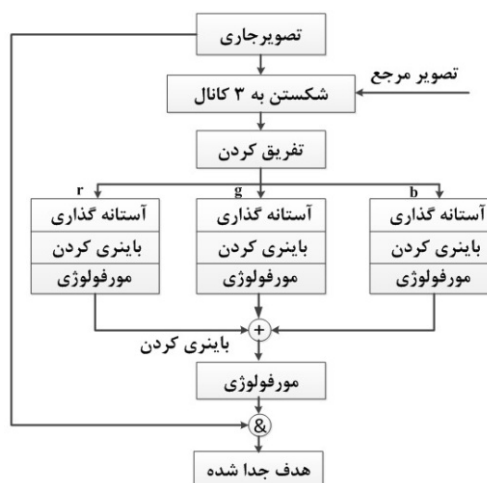 تصویرجاری
تصویر مرجع
شکستن به ۳ کانال
تفریق کردن
r
g
b
آستانه گذاری
باینری کردن
مورفولوژی
آستانه گذاری
باینری کردن
مورفولوژی
آستانه گذاری
باینری کردن
مورفولوژی
+
باینری کردن
مورفولوژی
&
هدف جدا شده